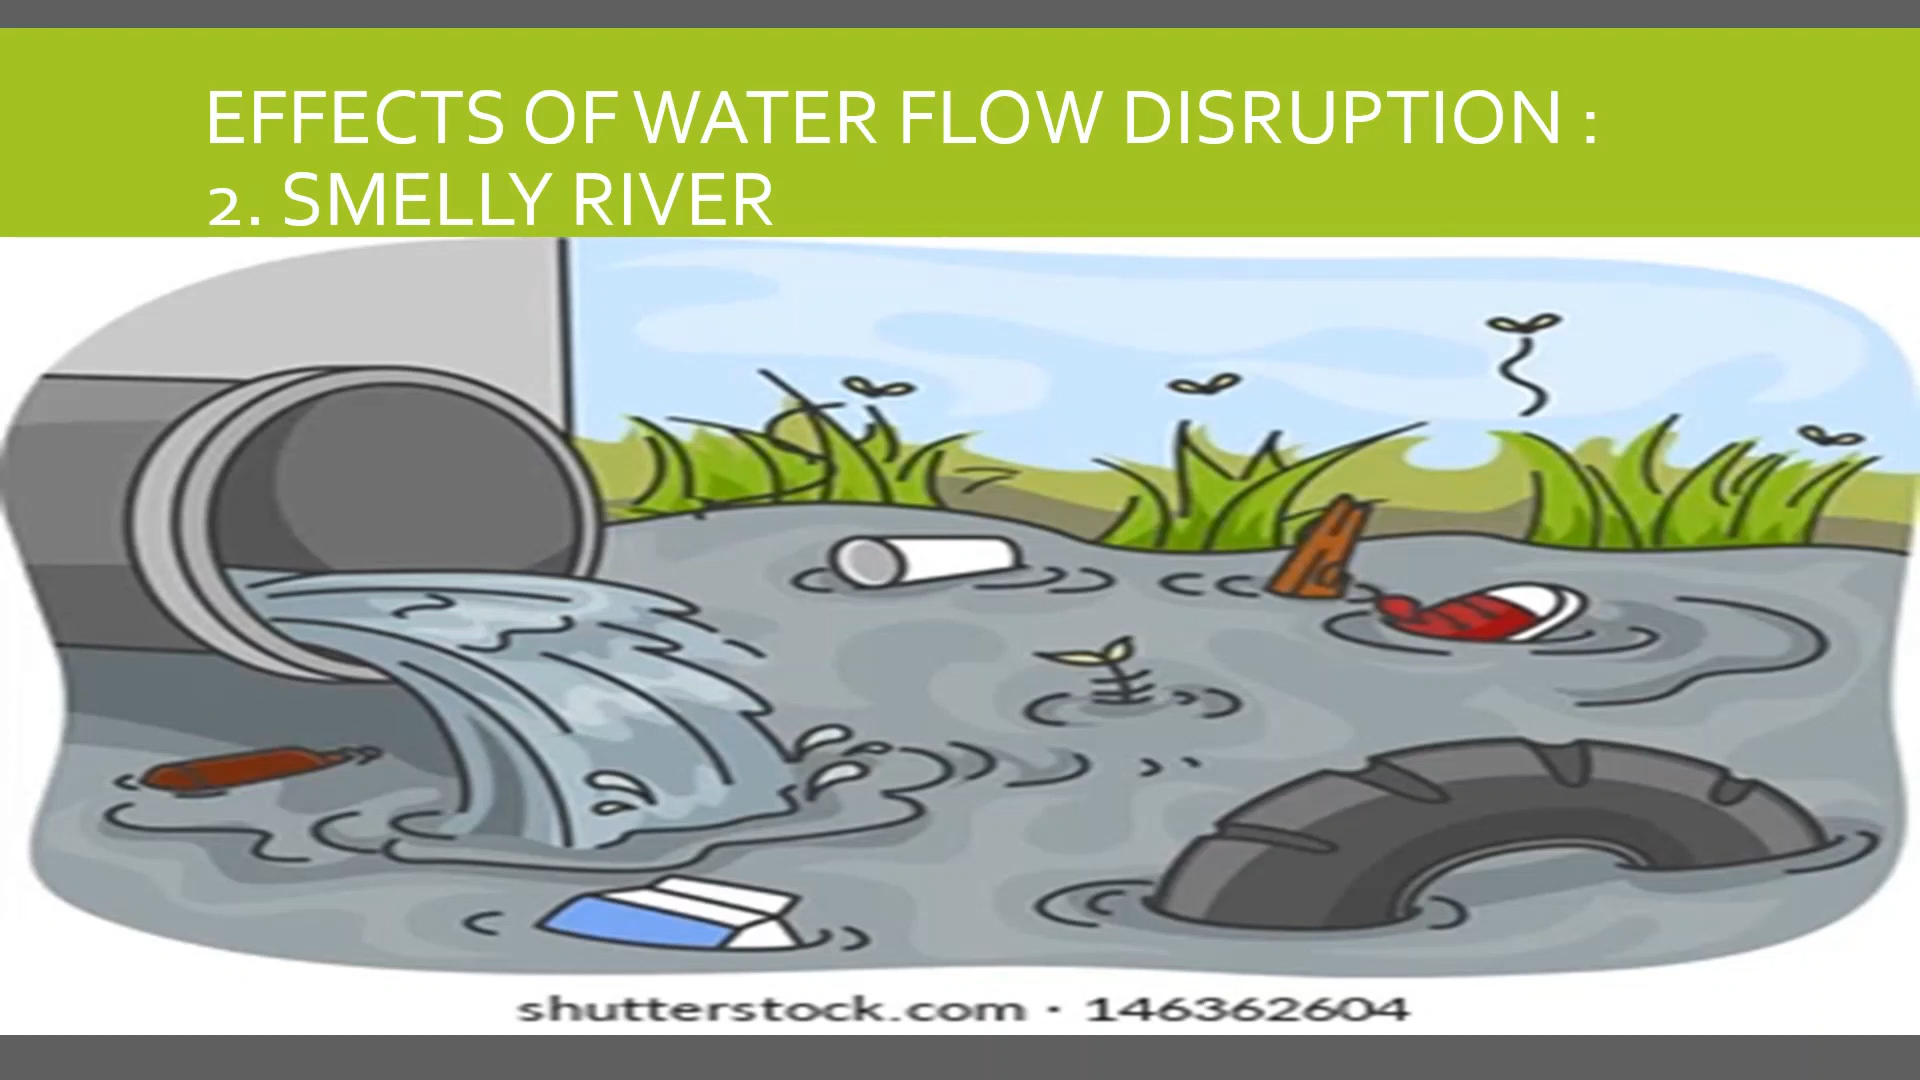 EFFECTS OF WATER FLOW DISRUPTION :
2. SMELLY RIVER
shutterstock.com · 146362604